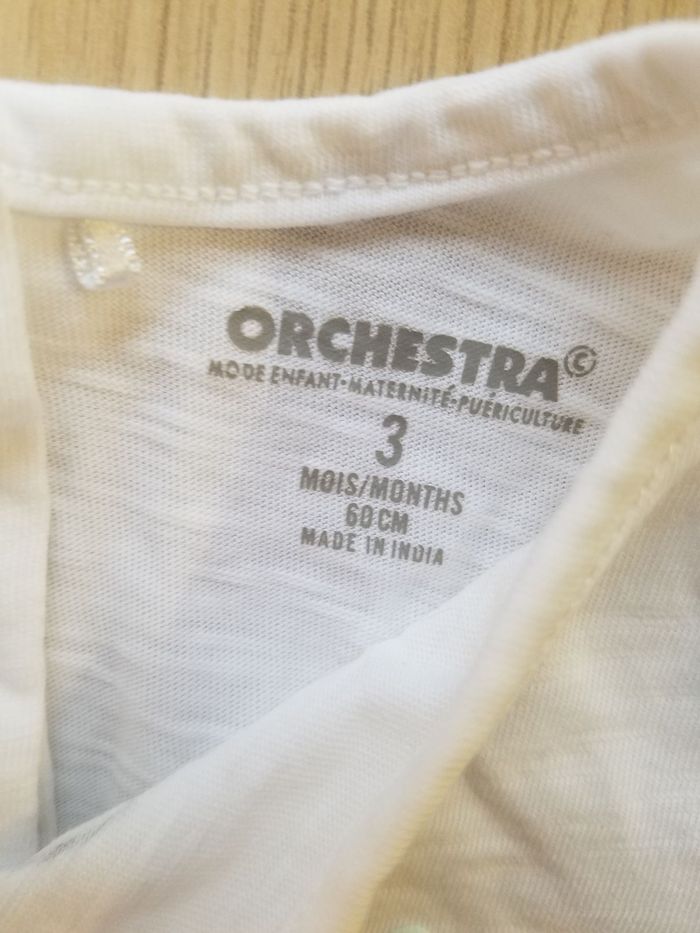 ORCHESTRA©
MODE ENFANT•MATERNITÉ•PUÉRICULTURE
3
MOIS/MONTHS
60 CM
MADE IN INDIA